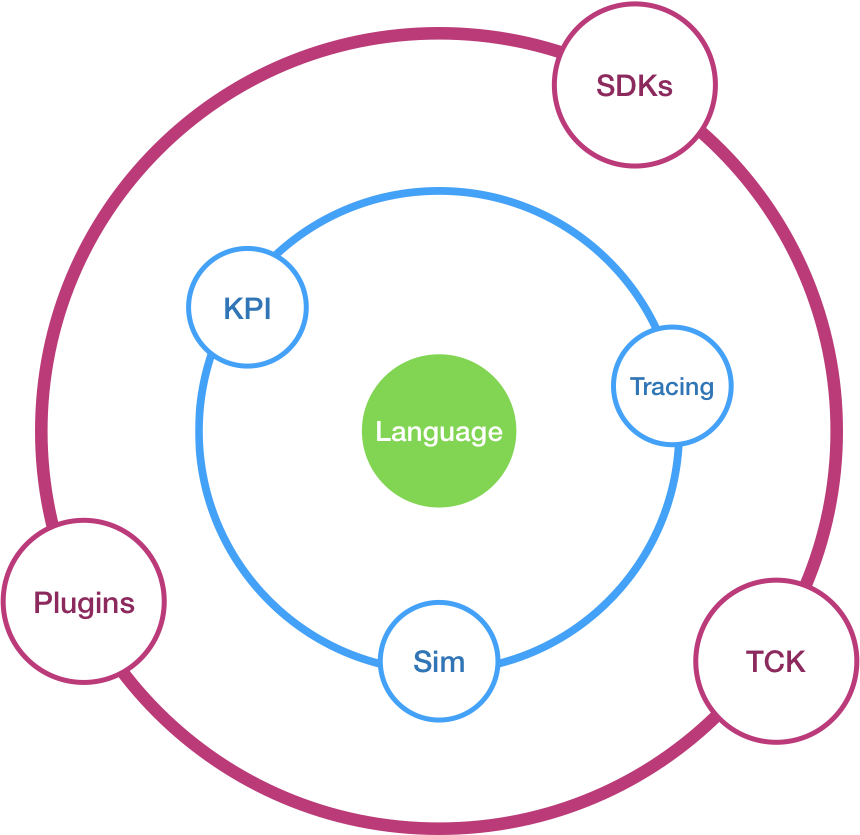 SDKs
KPI
Tracing
Language
Plugins
Sim
TCK